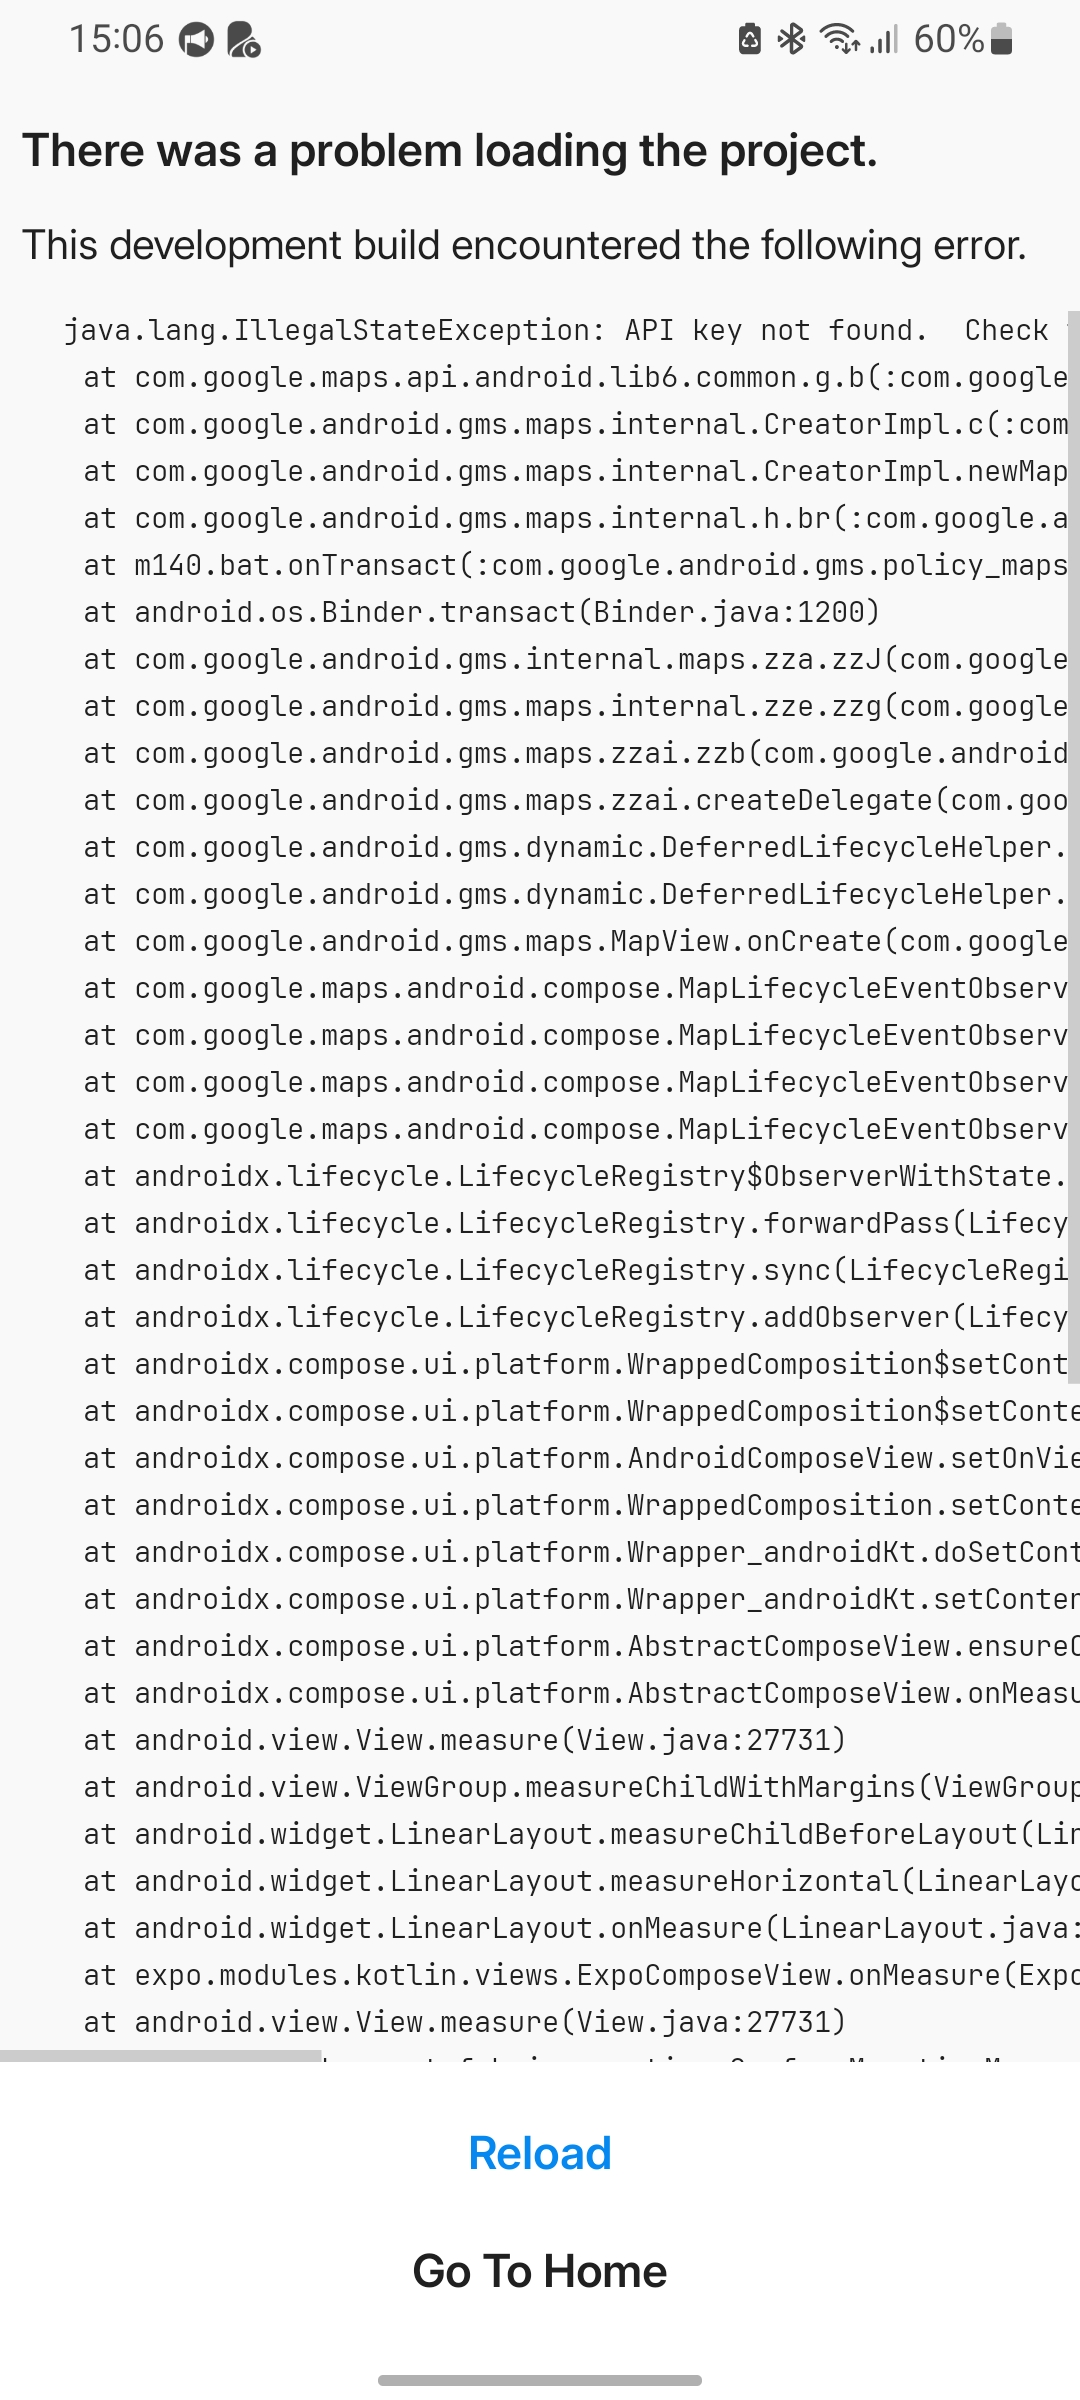 15:06 60%
There was a problem loading the project.
This development build encountered the following error.
java.lang.IllegalStateException: API key not found.  Check
at com.google.maps.api.android.lib6.common.g.b(:com.google
at com.google.android.gms.maps.internal.CreatorImpl.c(:com
at com.google.android.gms.maps.internal.CreatorImpl.newMap
at com.google.android.gms.maps.internal.h.br(:com.google.a
at m140.bat.onTransact(:com.google.android.gms.policy_maps
at android.os.Binder.transact(Binder.java:1200)
at com.google.android.gms.internal.maps.zza.zzJ(com.google
at com.google.android.gms.maps.internal.zze.zzg(com.google
at com.google.android.gms.maps.zzai.zzb(com.google.android
at com.google.android.gms.maps.zzai.createDelegate(com.goo
at com.google.android.gms.dynamic.DeferredLifecycleHelper.
at com.google.android.gms.dynamic.DeferredLifecycleHelper.
at com.google.android.gms.maps.MapView.onCreate(com.google
at com.google.maps.android.compose.MapLifecycleEventObserv
at com.google.maps.android.compose.MapLifecycleEventObserv
at com.google.maps.android.compose.MapLifecycleEventObserv
at com.google.maps.android.compose.MapLifecycleEventObserv
at androidx.lifecycle.LifecycleRegistry$ObserverWithState.
at androidx.lifecycle.LifecycleRegistry.forwardPass(Lifecy
at androidx.lifecycle.LifecycleRegistry.sync(LifecycleRegi
at androidx.lifecycle.LifecycleRegistry.addObserver(Lifecy
at androidx.compose.ui.platform.WrappedComposition$setCont
at androidx.compose.ui.platform.WrappedComposition$setConte
at androidx.compose.ui.platform.AndroidComposeView.setOnVie
at androidx.compose.ui.platform.WrappedComposition.setConte
at androidx.compose.ui.platform.Wrapper_androidKt.doSetCont
at androidx.compose.ui.platform.Wrapper_androidKt.setConten
at androidx.compose.ui.platform.AbstractComposeView.ensureC
at androidx.compose.ui.platform.AbstractComposeView.onMeasu
at android.view.View.measure(View.java:27731)
at android.view.ViewGroup.measureChildWithMargins(ViewGroup
at android.widget.LinearLayout.measureChildBeforeLayout(Lin
at android.widget.LinearLayout.measureHorizontal(LinearLayo
at android.widget.LinearLayout.onMeasure(LinearLayout.java:
at expo.modules.kotlin.views.ExpoComposeView.onMeasure(Expo
at android.view.View.measure(View.java:27731)
Reload
Go To Home